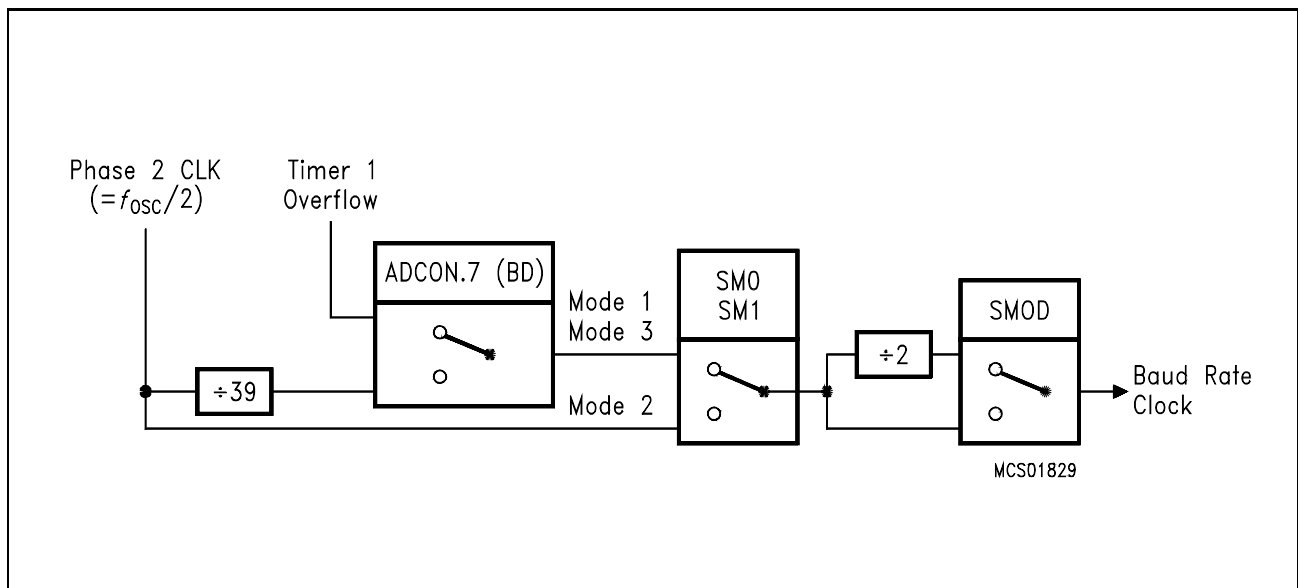 Phase 2 CLK
(=fOSC/2)
Timer 1
Overflow
ADCON.7 (BD)
Mode 1
Mode 3
Mode 2
÷39
SM0
SM1
÷2
SMOD
Baud Rate
Clock
MCS01829